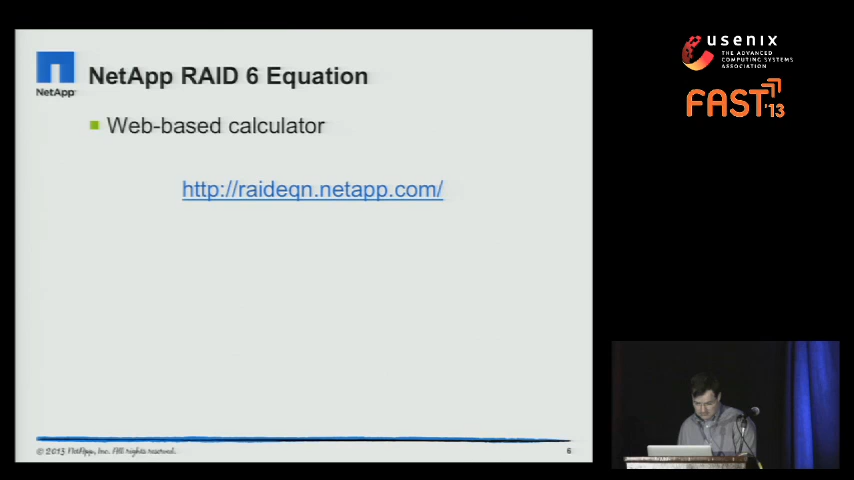 NetApp
NetApp RAID 6 Equation
Web-based calculator
http://raideqn.netapp.com/
© 2013 NetApp, Inc. All rights reserved.
6
usenix
THE ADVANCED
COMPUTING SYSTEMS
ASSOCIATION
FAST '13